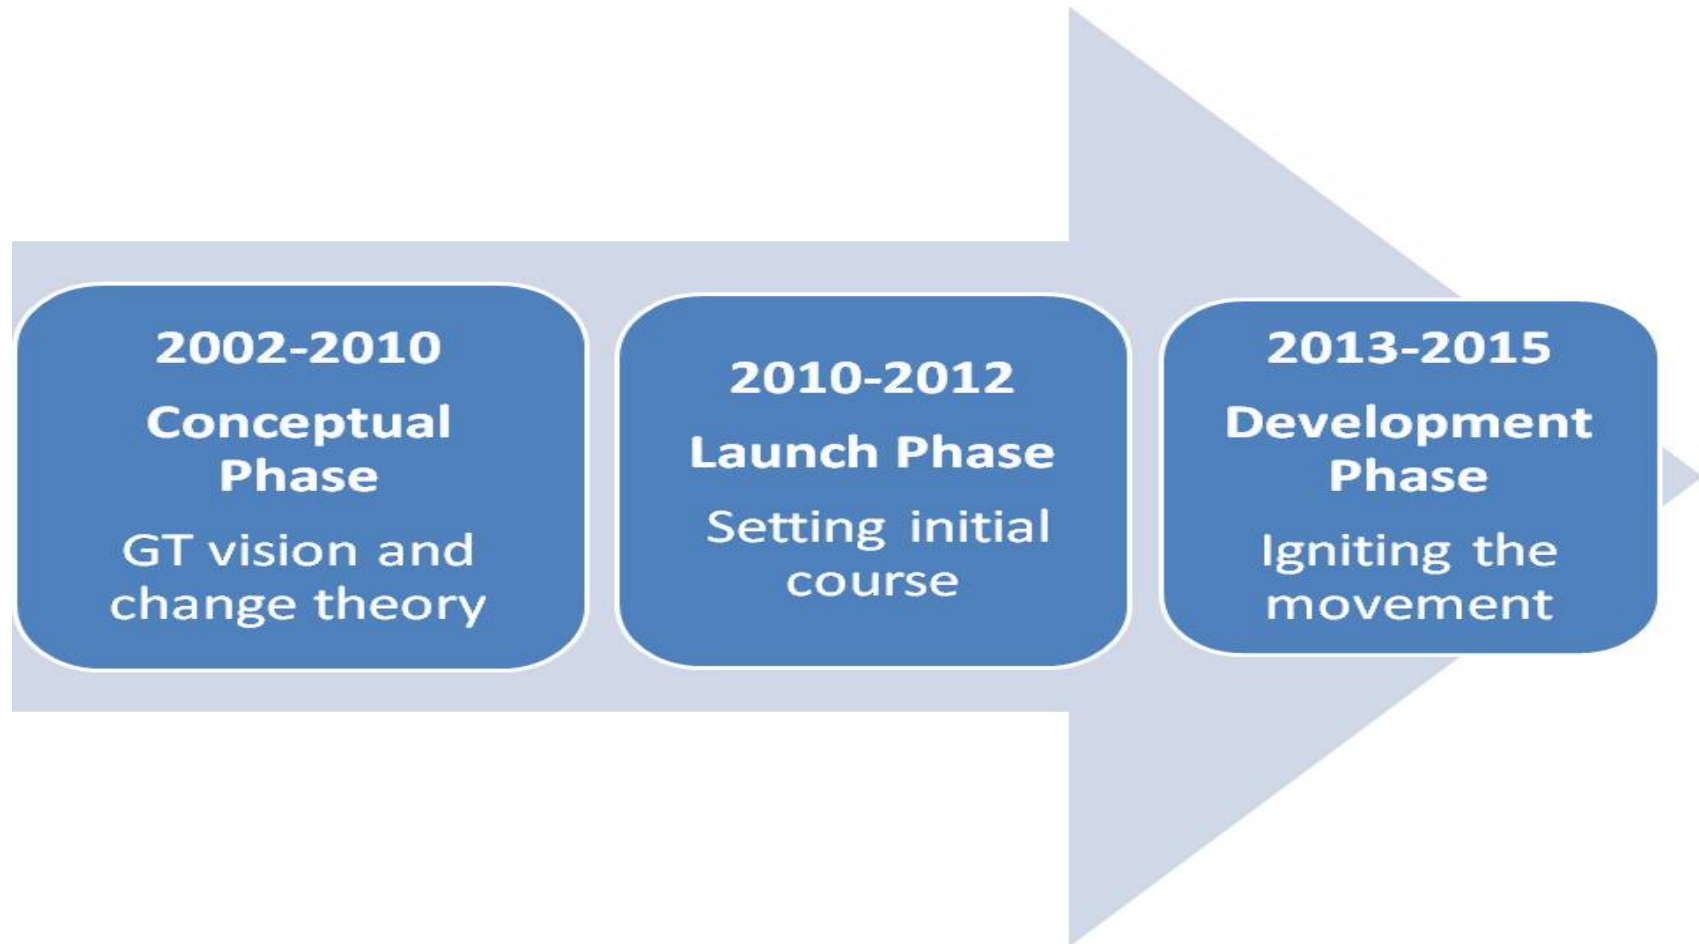 2002-2010
Conceptual
Phase
GT vision and
change theory
2010-2012
Launch Phase
Setting initial
course
2013-2015
Development
Phase
Igniting the
movement